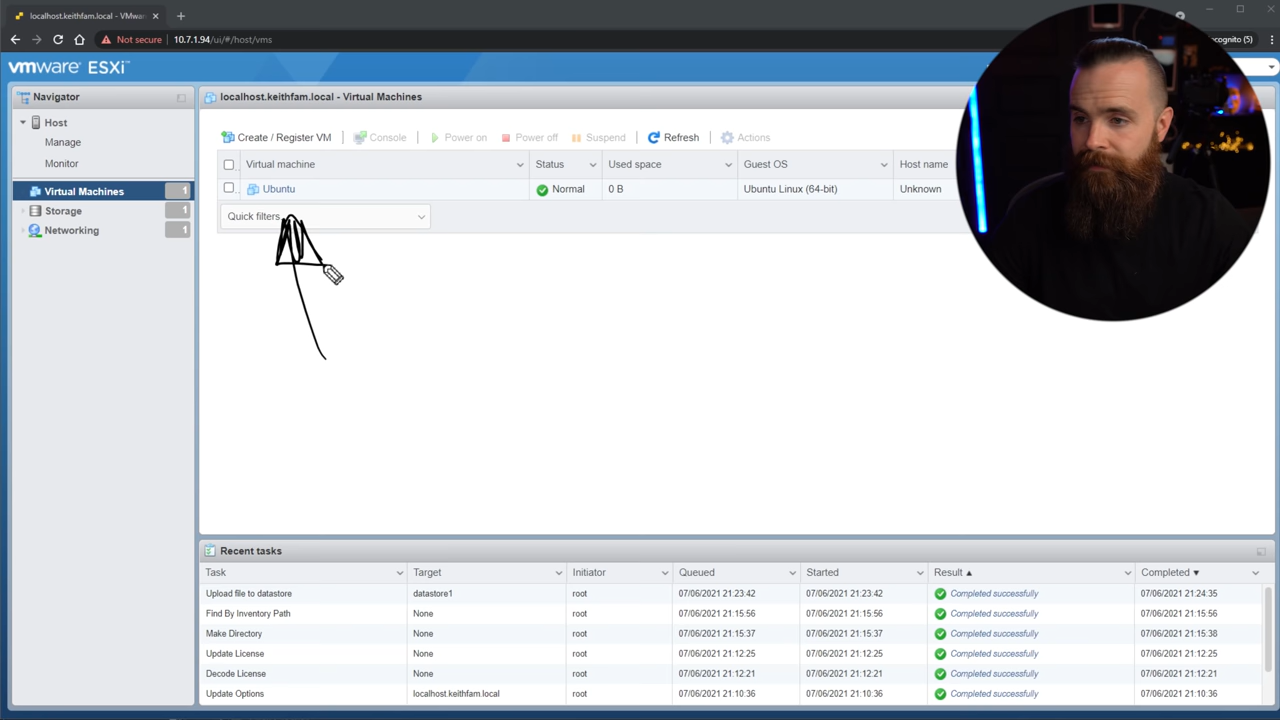 localhost.keithfam.local - VMwar
Not secure 10.7.1.94/ui/#/host/vms cognito (5)
vmware ESXi
Navigator
Host
Manage
Monitor
Virtual Machines 1
Storage 1
Networking 1
localhost.keithfam.local - Virtual Machines
Create / Register VM Console Power on Power off Suspend Refresh Actions
Virtual machine Status Used space Guest OS Host name
Ubuntu Normal 0 B Ubuntu Linux (64-bit) Unknown
Quick filters
Recent tasks
Task Target Initiator Queued Started Result Completed
Upload file to datastore datastore1 root 07/06/2021 21:23:42 07/06/2021 21:23:42 Completed successfully 07/06/2021 21:24:35
Find By Inventory Path None root 07/06/2021 21:15:56 07/06/2021 21:15:56 Completed successfully 07/06/2021 21:15:56
Make Directory None root 07/06/2021 21:15:37 07/06/2021 21:15:37 Completed successfully 07/06/2021 21:15:38
Update License None root 07/06/2021 21:12:25 07/06/2021 21:12:25 Completed successfully 07/06/2021 21:12:25
Decode License None root 07/06/2021 21:12:21 07/06/2021 21:12:21 Completed successfully 07/06/2021 21:12:21
Update Options localhost.keithfam.local root 07/06/2021 21:10:36 07/06/2021 21:10:36 Completed successfully 07/06/2021 21:10:36